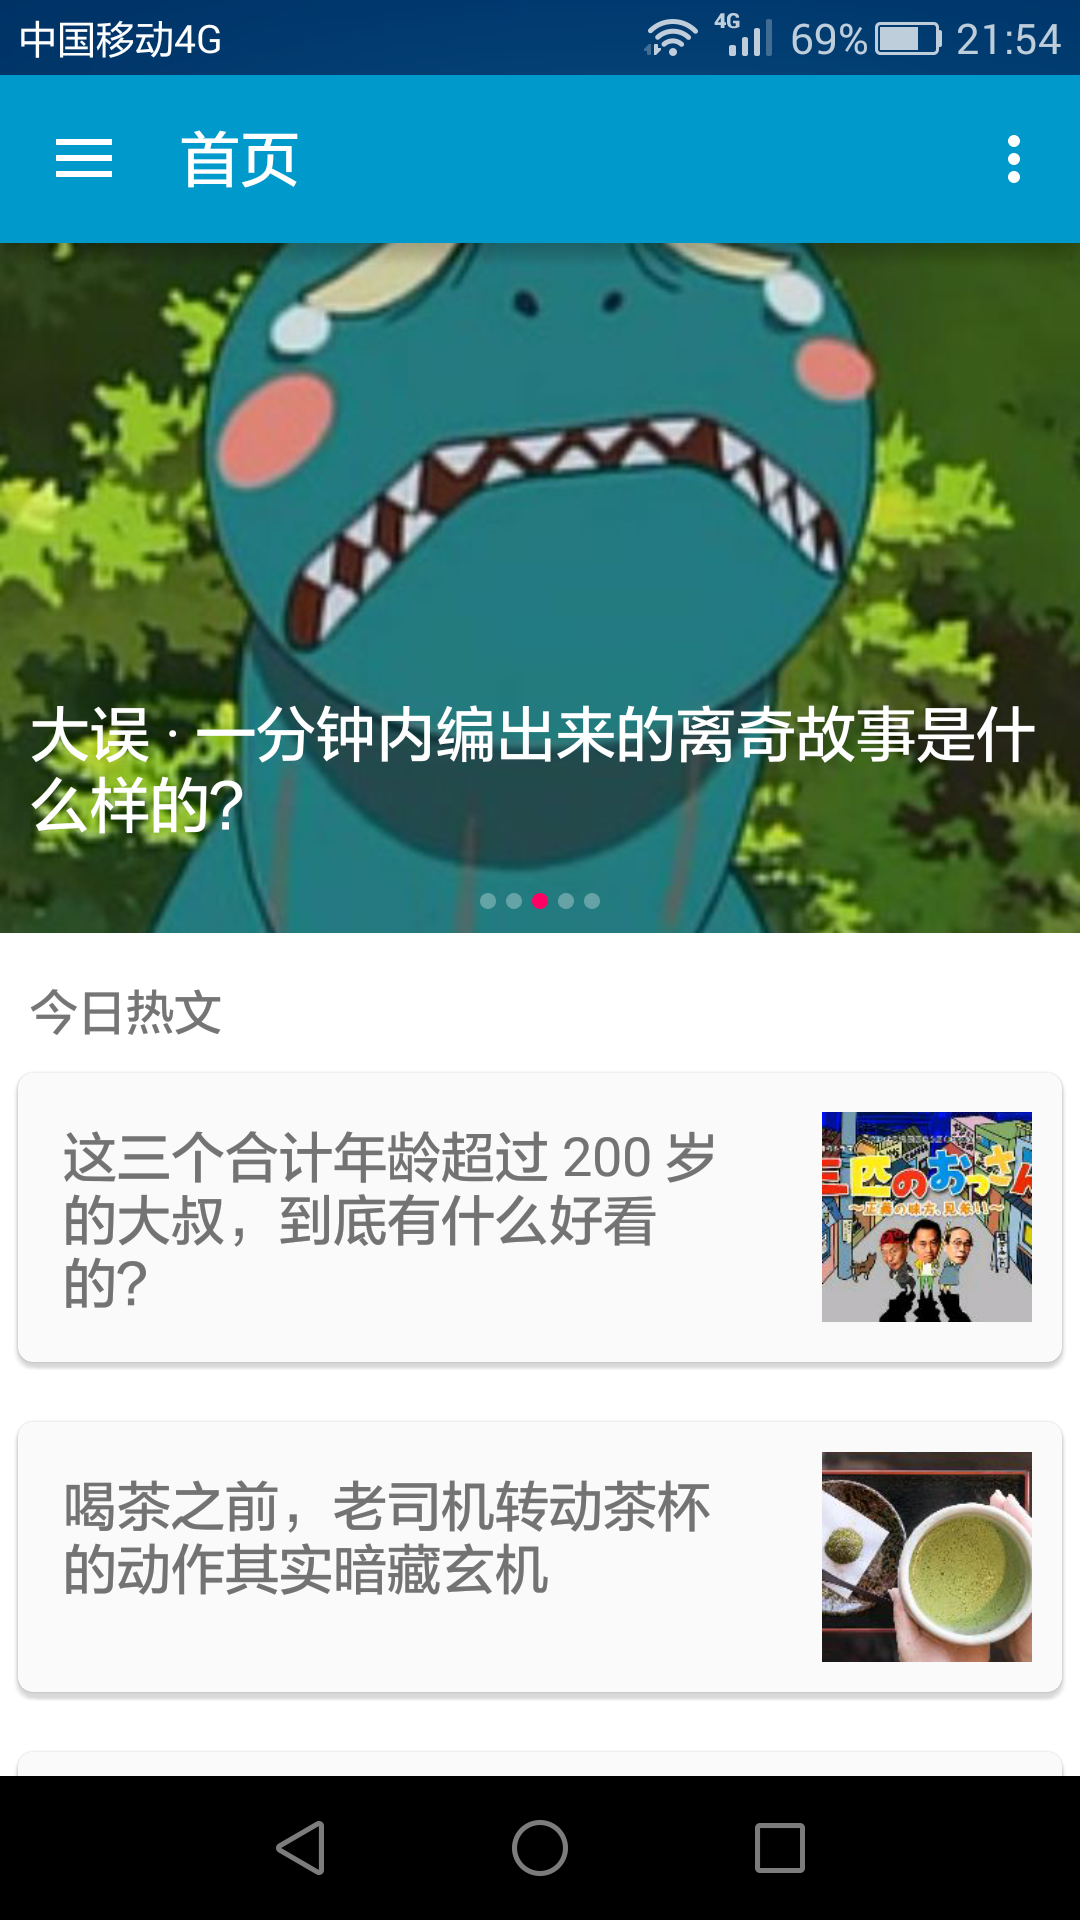 中国移动4G
4G
69%
21:54
首页
大误 · 一分钟内编出来的离奇故事是什
么样的?
今日热文
这三个合计年龄超过 200 岁
的大叔，到底有什么好看
的?
三匹のおっさん
～正義の味方、見参!!～
喝茶之前，老司机转动茶杯
的动作其实暗藏玄机